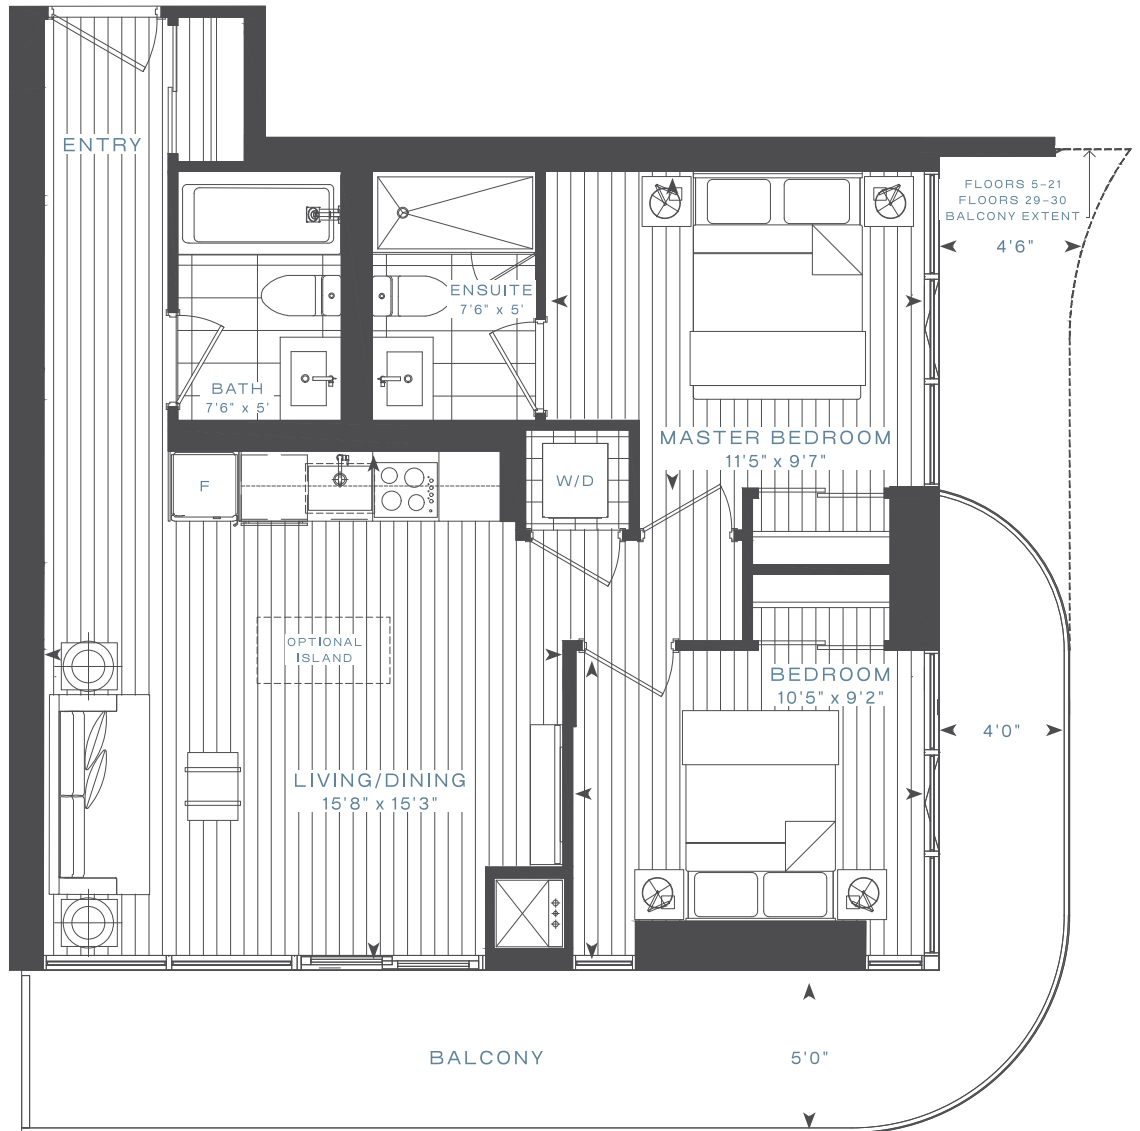 ENTRY
FLOORS 5-21
FLOORS 29-30
BALCONY EXTENT
4'6"
ENSUITE
7'6" x 5'
BATH
7'6" x 5'
MASTER BEDROOM
11'5" x 9'7"
F
W/D
OPTIONAL
ISLAND
BEDROOM
10'5" x 9'2"
4'0"
LIVING/DINING
15'8" x 15'3"
BALCONY
5'0"